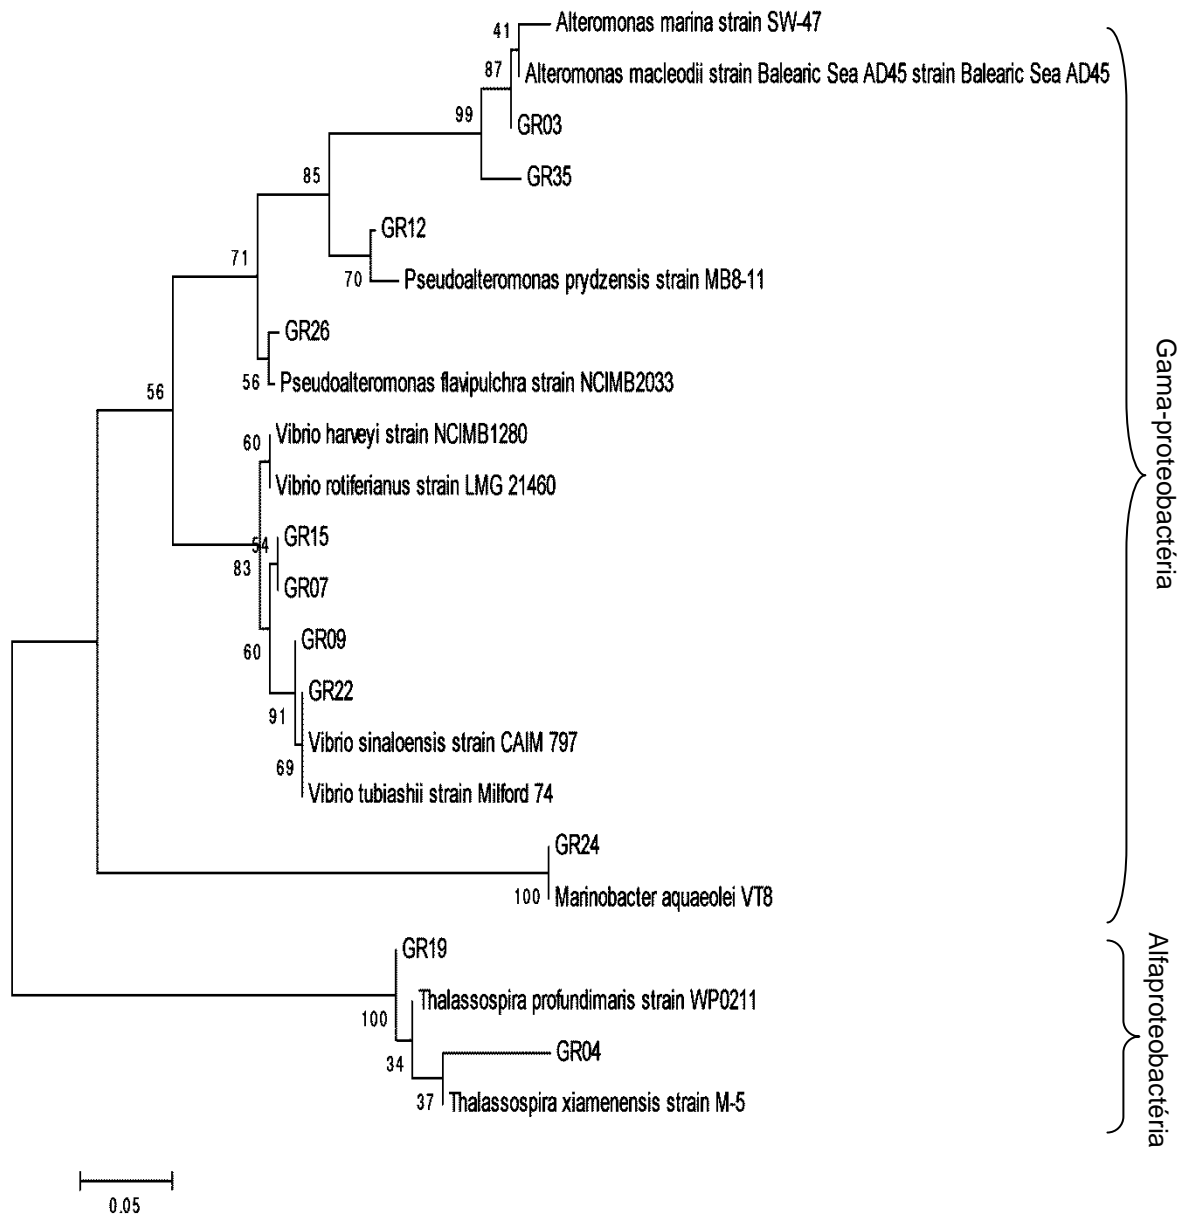 Alteromonas marina strain SW-47
41
87
Alteromonas macleodii strain Balearic Sea AD45 strain Balearic Sea AD45
99
GR03
85
GR35
GR12
71
70
Pseudoalteromonas prydzensis strain MB8-11
GR26
56
56
Pseudoalteromonas flavipulchra strain NCIMB2033
60
Vibrio harveyi strain NCIMB1280
Vibrio rotiferianus strain LMG 21460
54
GR15
83
GR07
60
GR09
GR22
91
Vibrio sinaloensis strain CAIM 797
69
Vibrio tubiashii strain Milford 74
GR24
100
Marinobacter aquaeolei VT8
GR19
Thalassospira profundimaris strain WP0211
100
GR04
34
37
Thalassospira xiamenensis strain M-5
0.05
Gama-proteobactéria
Alfaproteobactéria